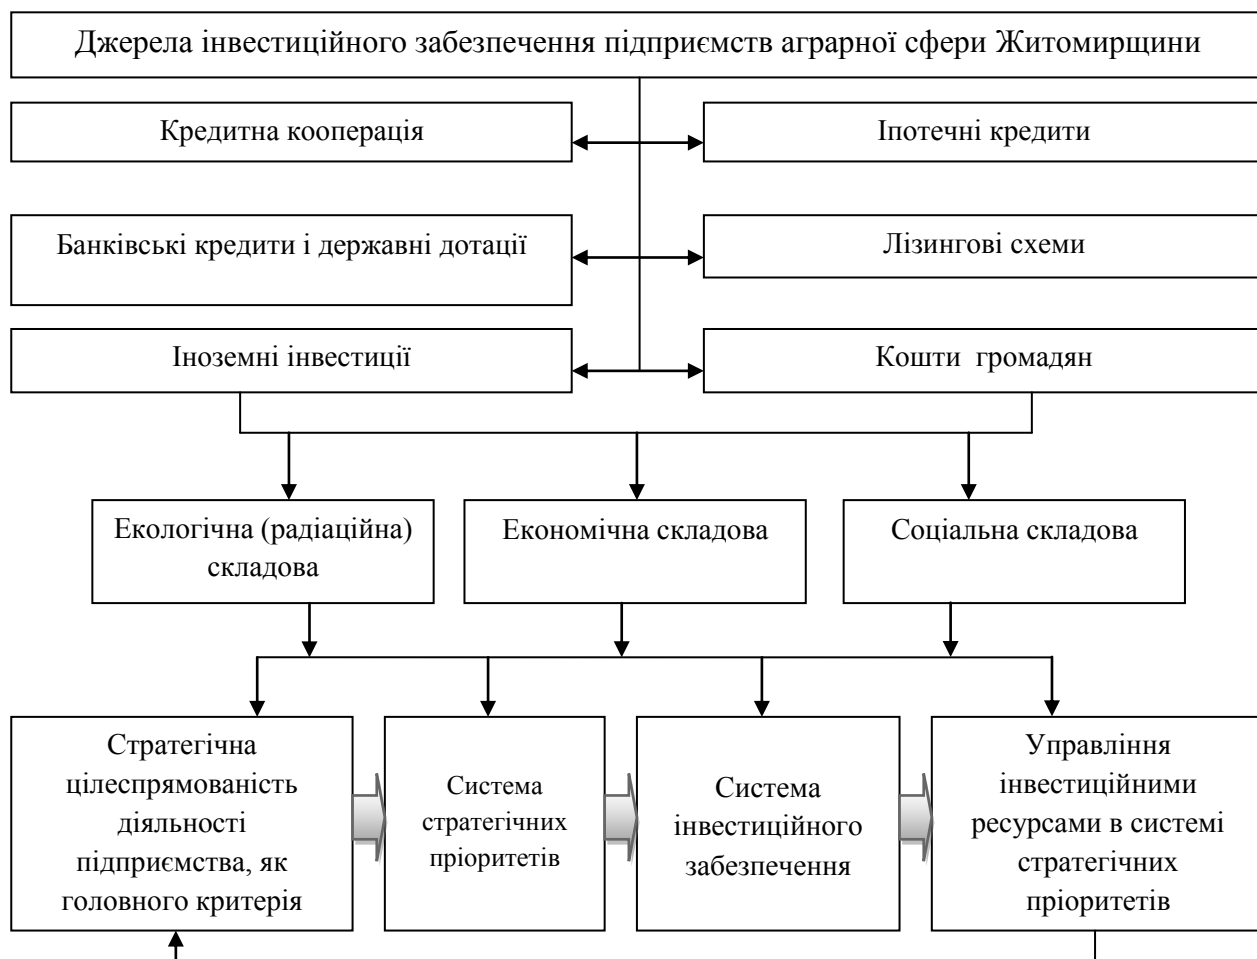 Джерела інвестиційного забезпечення підприємств аграрної сфери Житомирщини
Кредитна кооперація
Іпотечні кредити
Банківські кредити і державні дотації
Лізингові схеми
Іноземні інвестиції
Кошти громадян
Екологічна (радіаційна)
складова
Економічна складова
Соціальна складова
Стратегічна
цілеспрямованість
діяльності
підприємства, як
головного критерія
Система
стратегічних
пріоритетів
Система
інвестиційного
забезпечення
Управління
інвестиційними
ресурсами в системі
стратегічних
пріоритетів